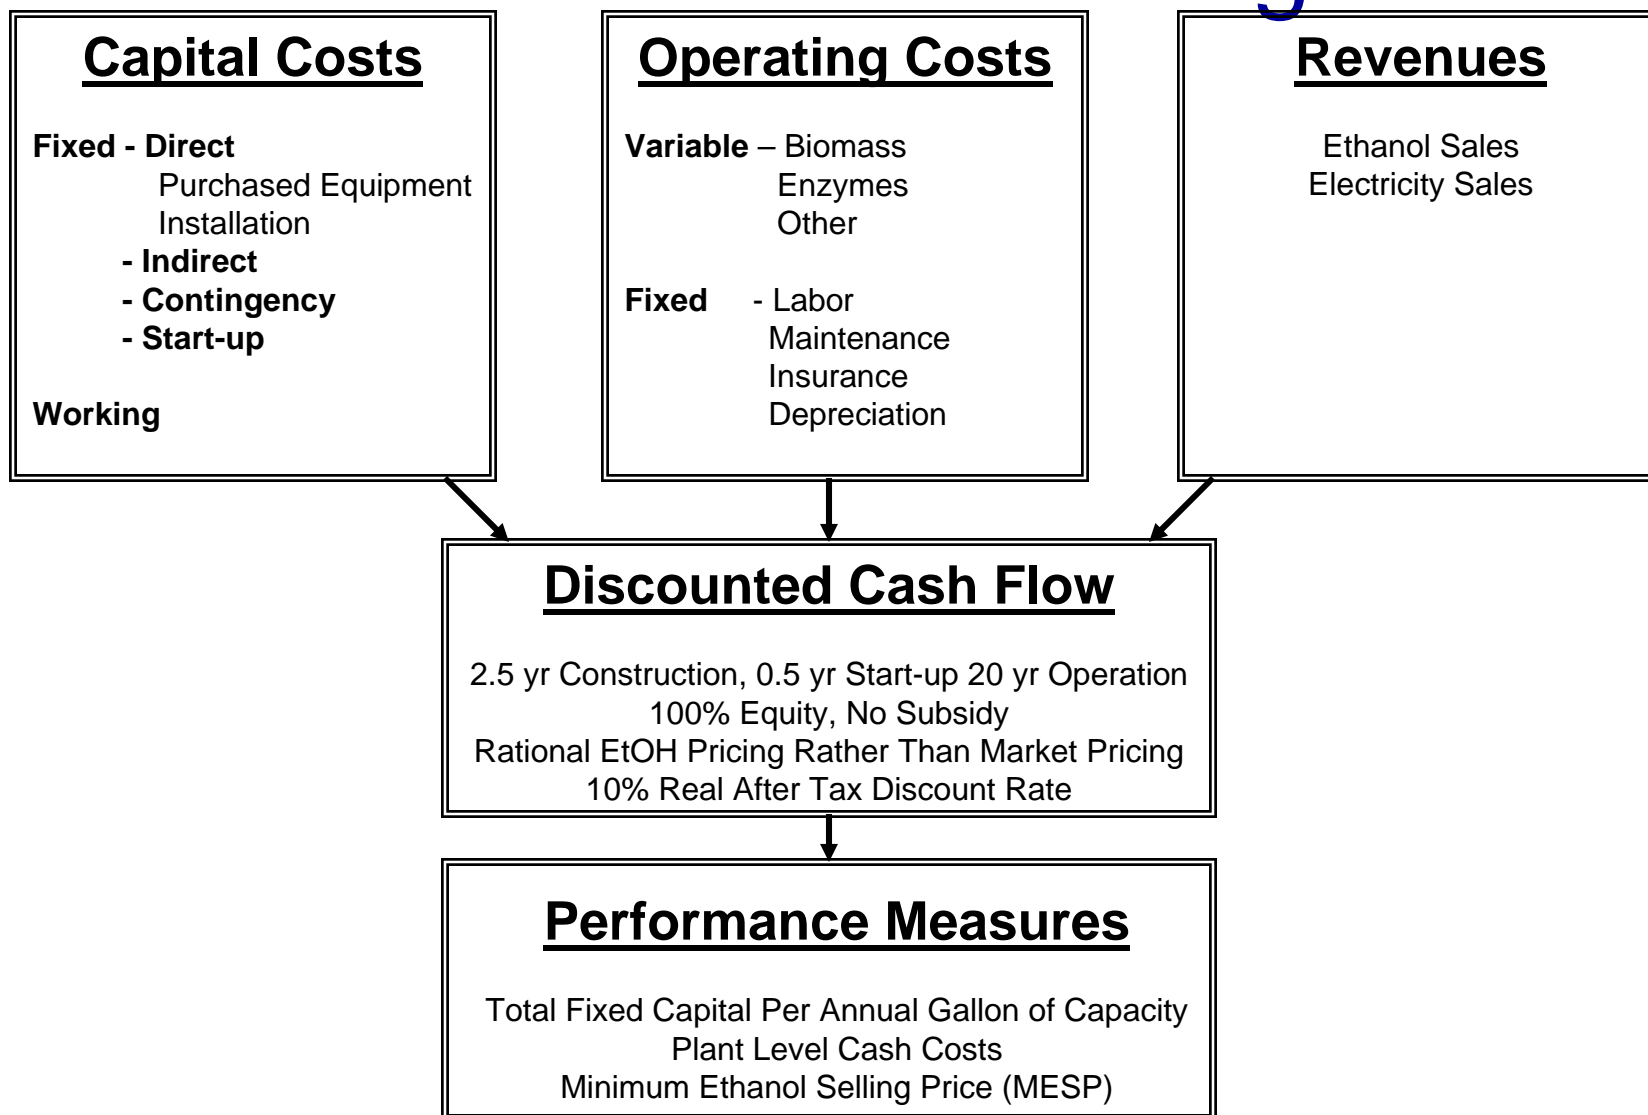 Capital Costs
Fixed - Direct
Purchased Equipment
Installation
- Indirect
- Contingency
- Start-up
Working
Operating Costs
Variable – Biomass
Enzymes
Other
Fixed - Labor
Maintenance
Insurance
Depreciation
Revenues
Ethanol Sales
Electricity Sales
Discounted Cash Flow
2.5 yr Construction, 0.5 yr Start-up 20 yr Operation
100% Equity, No Subsidy
Rational EtOH Pricing Rather Than Market Pricing
10% Real After Tax Discount Rate
Performance Measures
Total Fixed Capital Per Annual Gallon of Capacity
Plant Level Cash Costs
Minimum Ethanol Selling Price (MESP)